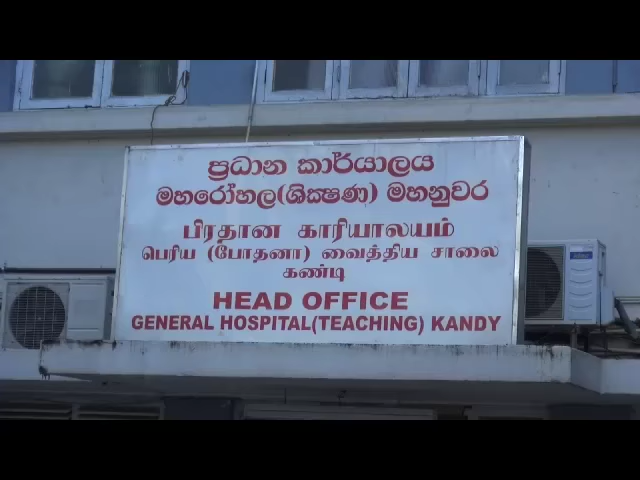 ප්‍රධාන කාර්යාලය
මහරෝහල(ශික්ෂණ) මහනුවර
பிரதான காரியாலயம்
பெரிய (போதனா) வைத்திய சாலை
கண்டி
HEAD OFFICE
GENERAL HOSPITAL(TEACHING) KANDY